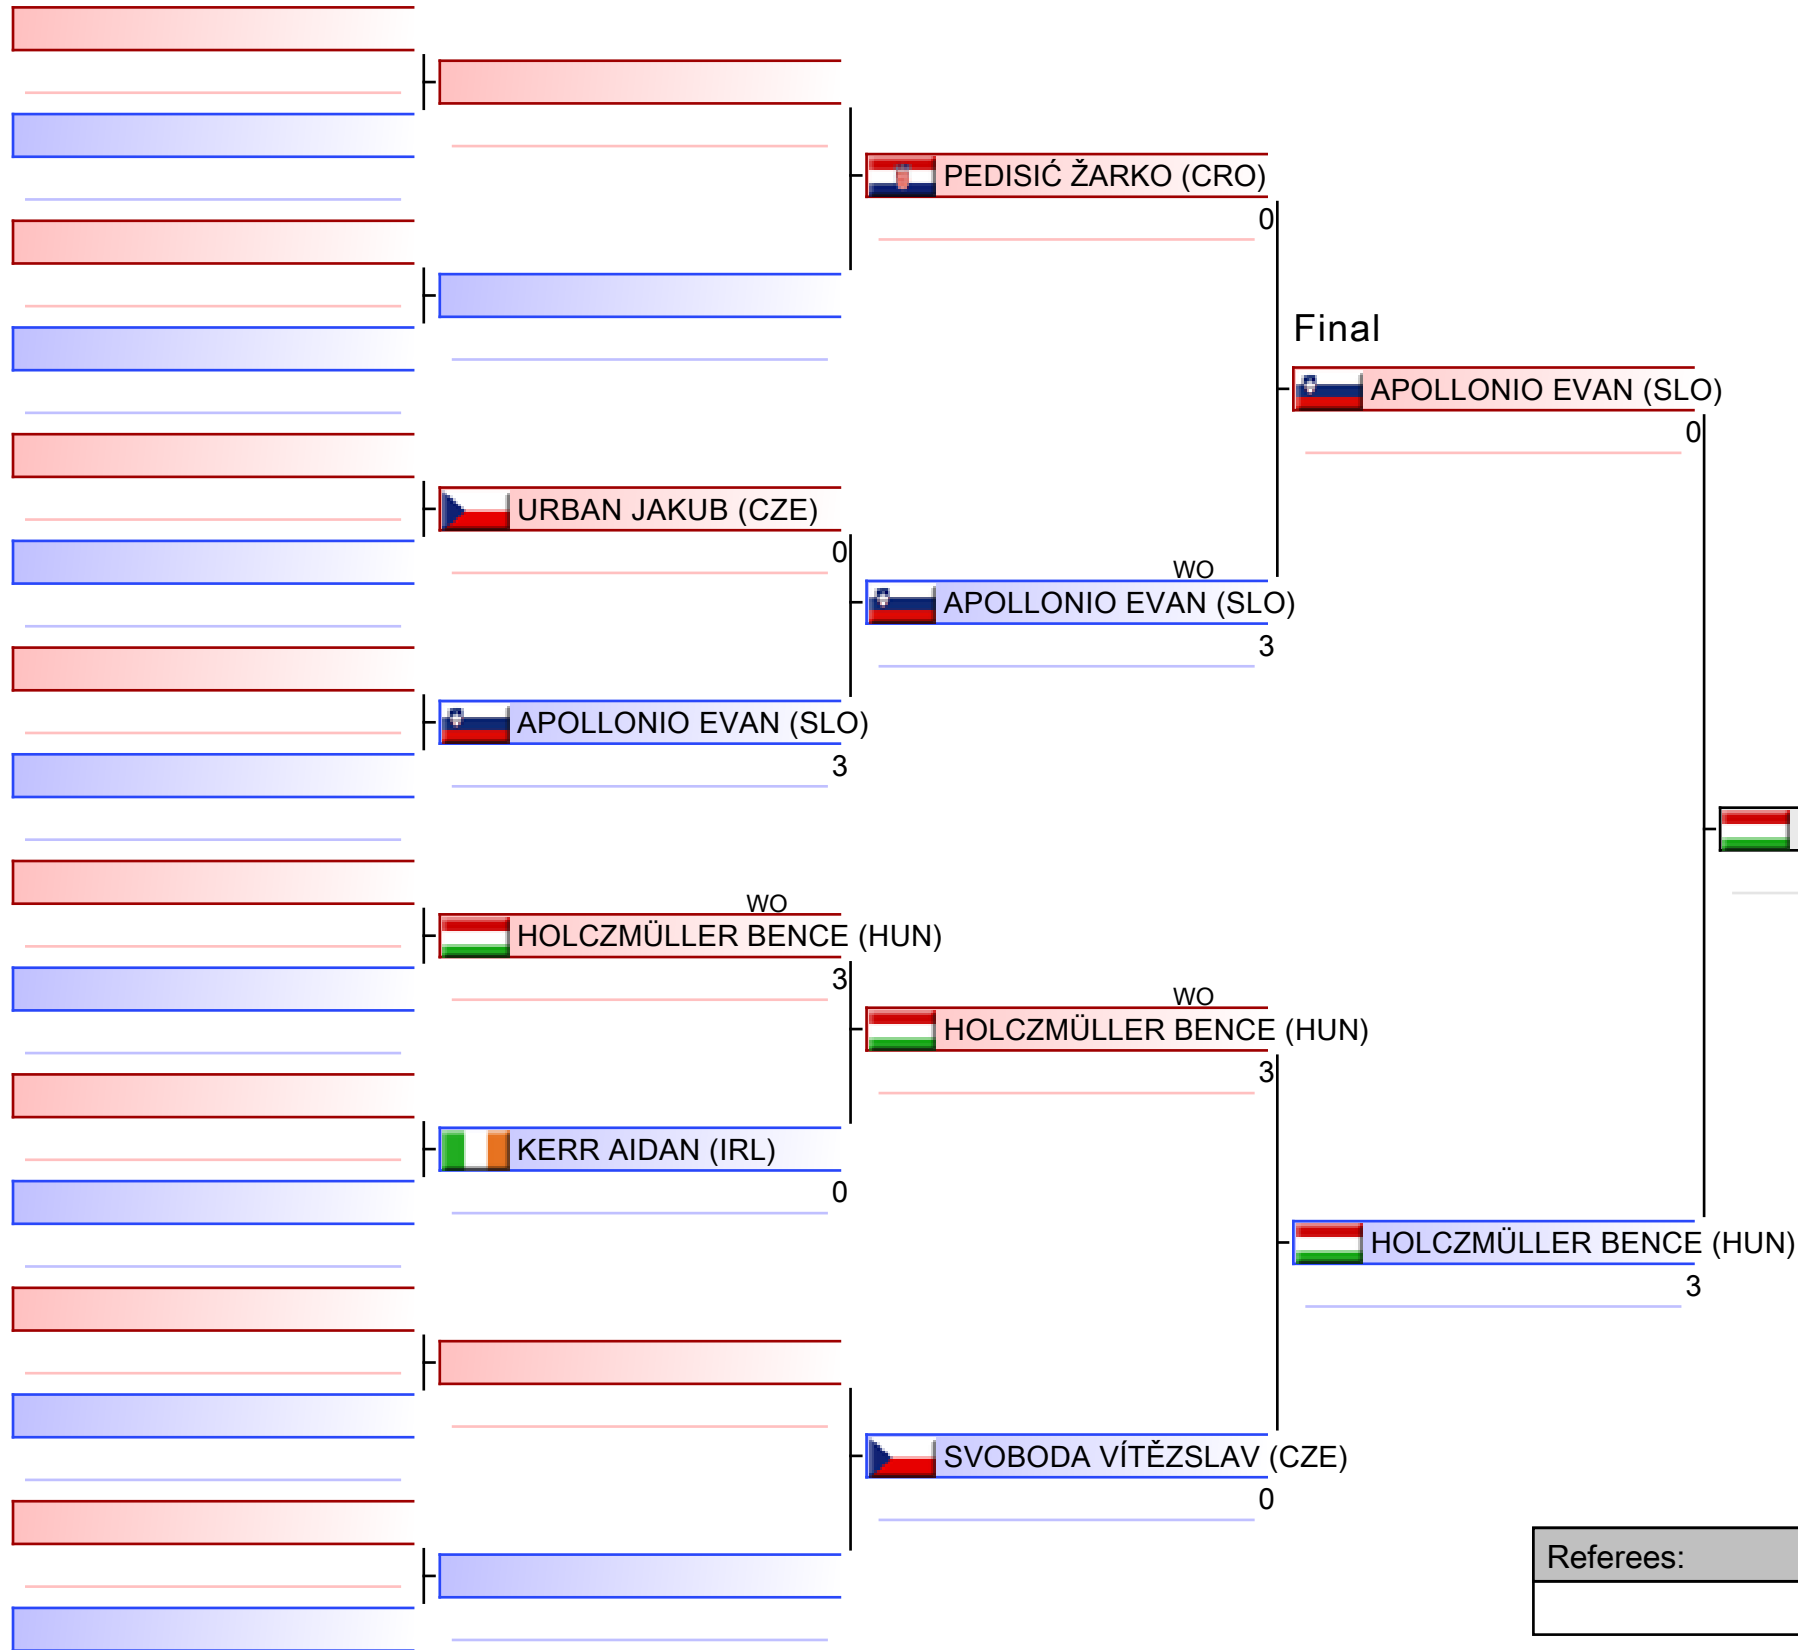 PEDISIĆ ŽARKO (CRO)
0
Final
APOLLONIO EVAN (SLO)
0
URBAN JAKUB (CZE)
0
WO
APOLLONIO EVAN (SLO)
3
APOLLONIO EVAN (SLO)
3
WO
HOLCZMÜLLER BENCE (HUN)
3
WO
HOLCZMÜLLER BENCE (HUN)
3
KERR AIDAN (IRL)
0
HOLCZMÜLLER BENCE (HUN)
3
SVOBODA VÍTĚZSLAV (CZE)
0
Referees: